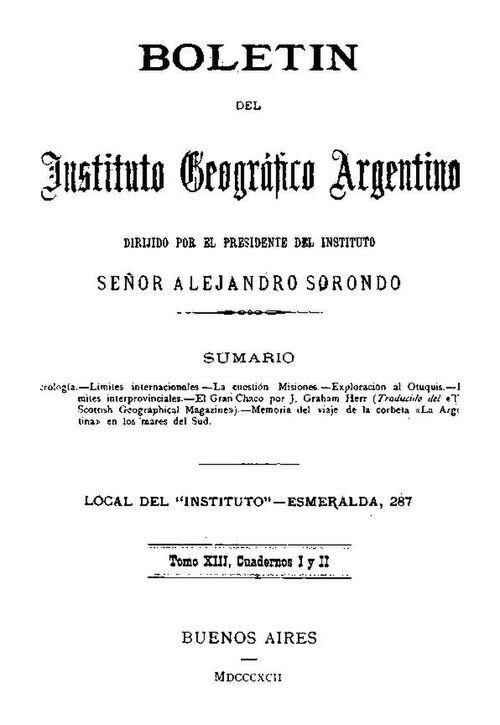 BOLETIN
DEL
Instituto Geográfico Argentino
DIRIJIDO POR EL PRESIDENTE DEL INSTITUTO
SEÑOR ALEJANDRO SORONDO
SUMARIO
rología.—Límites internacionales—La cuestión Misiones.—Exploración al Otuquis.—
mites interprovinciales.—El Gran Chaco por J. Graham Herr (Traducido del «T
Scottish Geographical Magazine»).—Memoria del viaje de la corbeta «La Arge
tina» en los mares del Sud.
LOCAL DEL "INSTITUTO"—ESMERALDA, 287
Tomo XIII, Cuadernos I y II
BUENOS AIRES
MDCCCXCII